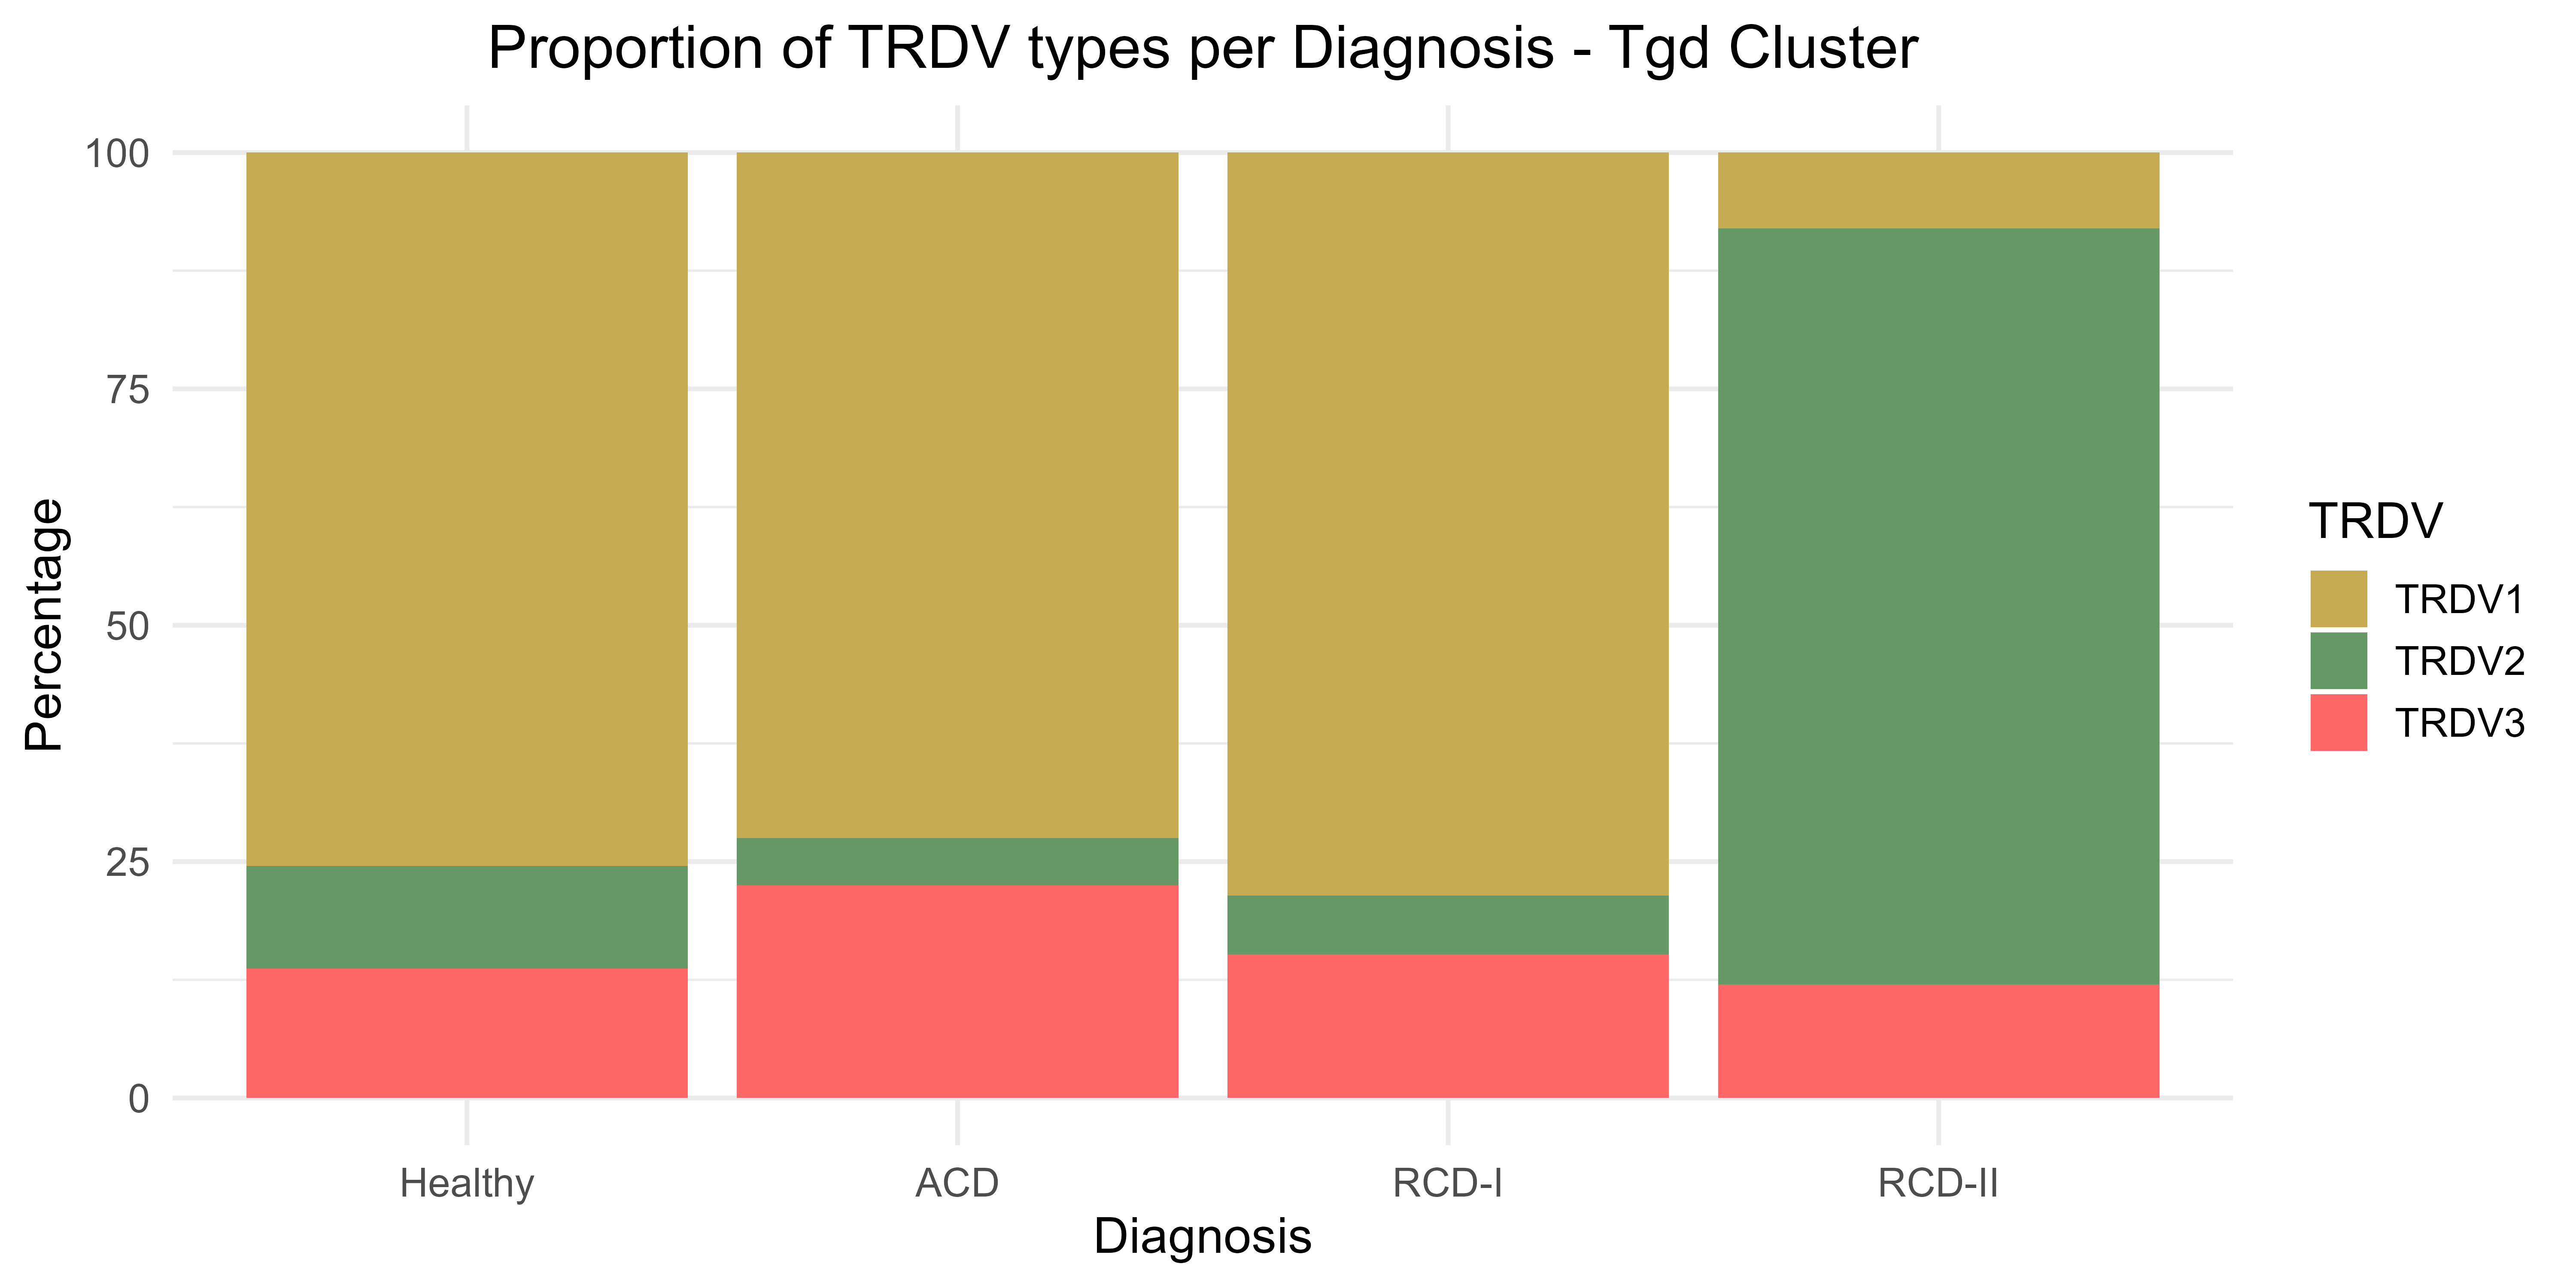 Proportion of TRDV types per Diagnosis - Tgd Cluster
Percentage
100
75
50
25
0
Healthy
ACD
RCD-I
RCD-II
Diagnosis
TRDV
TRDV1
TRDV2
TRDV3